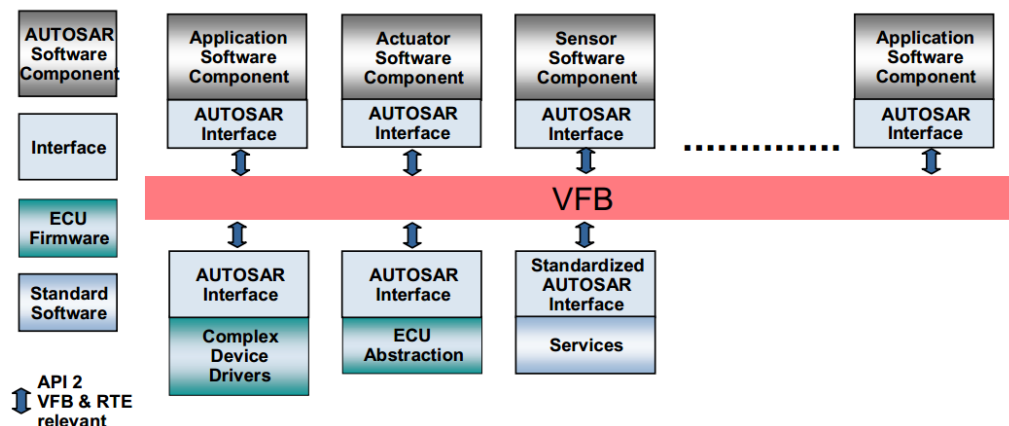 AUTOSAR
Software
Component
Interface
ECU
Firmware
Standard
Software
API 2
VFB & RTE
relevant
Application
Software
Component
AUTOSAR
Interface
Actuator
Software
Component
AUTOSAR
Interface
Sensor
Software
Component
AUTOSAR
Interface
Application
Software
Component
AUTOSAR
Interface
VFB
AUTOSAR
Interface
Complex
Device
Drivers
AUTOSAR
Interface
ECU
Abstraction
Standardized
AUTOSAR
Interface
Services